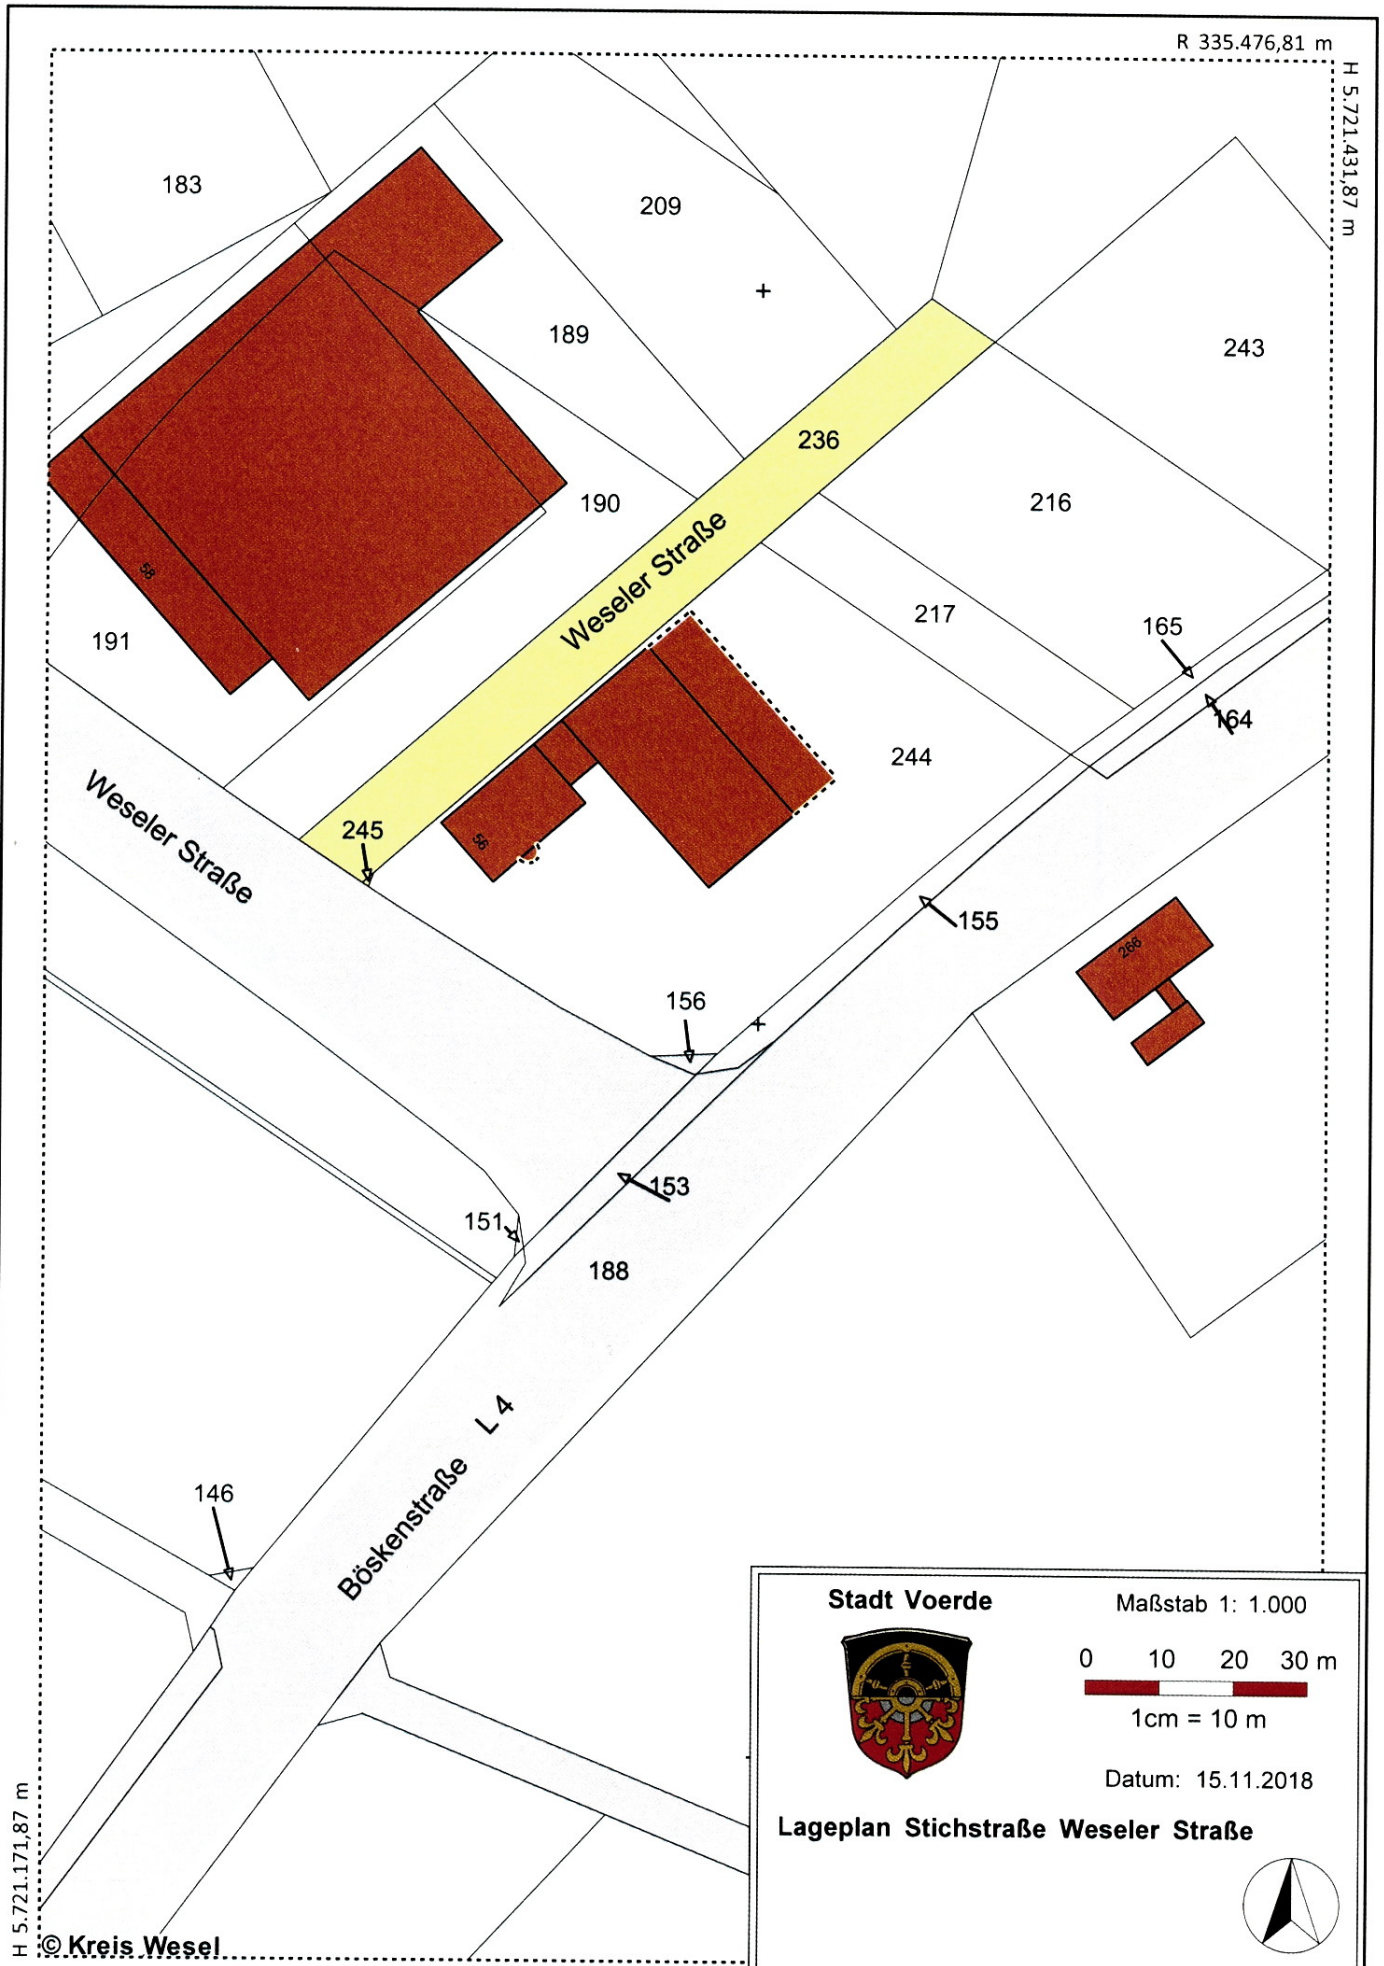 R 335.476,81 m
H 5.721.431,87 m
183
209
189
243
236
190
216
Weseler Straße
58
217
165
191
164
244
Weseler Straße
245
56
155
266
156
153
151
188
L 4
146
Böskenstraße
Stadt Voerde
Maßstab 1: 1.000
0 10 20 30 m
1cm = 10 m
Datum: 15.11.2018
Lageplan Stichstraße Weseler Straße
H 5.721.171,87 m
© Kreis Wesel